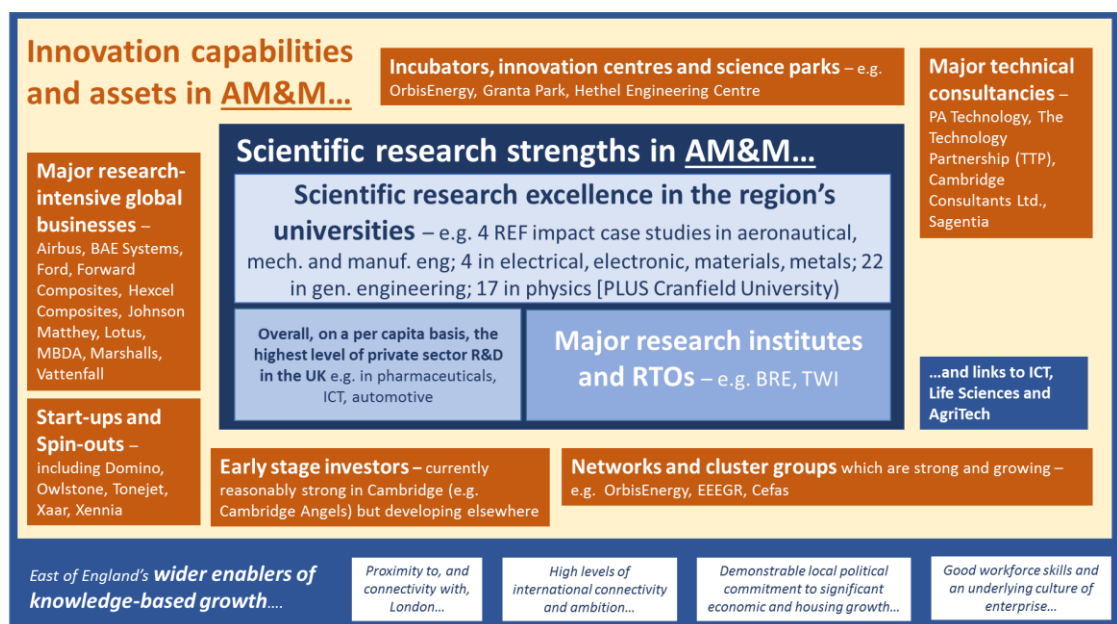 Innovation capabilities
and assets in AM&M…
Incubators, innovation centres and science parks – e.g.
OrbisEnergy, Granta Park, Hethel Engineering Centre
Major technical
consultancies –
PA Technology, The
Technology
Partnership (TTP),
Cambridge
Consultants Ltd.,
Sagentia
Major research-
intensive global
businesses –
Airbus, BAE Systems,
Ford, Forward
Composites, Hexcel
Composites, Johnson
Matthey, Lotus,
MBDA, Marshalls,
Vattenfall
Scientific research strengths in AM&M…
Scientific research excellence in the region's
universities – e.g. 4 REF impact case studies in aeronautical,
mech. and manuf. eng; 4 in electrical, electronic, materials, metals; 22
in gen. engineering; 17 in physics [PLUS Cranfield University)
Overall, on a per capita basis, the
highest level of private sector R&D
in the UK e.g. in pharmaceuticals,
ICT, automotive
Major research institutes
and RTOs – e.g. BRE, TWI
…and links to ICT,
Life Sciences and
AgriTech
Start-ups and
Spin-outs –
including Domino,
Owlstone, Tonejet,
Xaar, Xennia
Early stage investors – currently
reasonably strong in Cambridge (e.g.
Cambridge Angels) but developing elsewhere
Networks and cluster groups which are strong and growing –
e.g. OrbisEnergy, EEEGR, Cefas
East of England's wider enablers of
knowledge-based growth….
Proximity to, and
connectivity with,
London…
High levels of
international connectivity
and ambition…
Demonstrable local political
commitment to significant
economic and housing growth…
Good workforce skills and
an underlying culture of
enterprise…